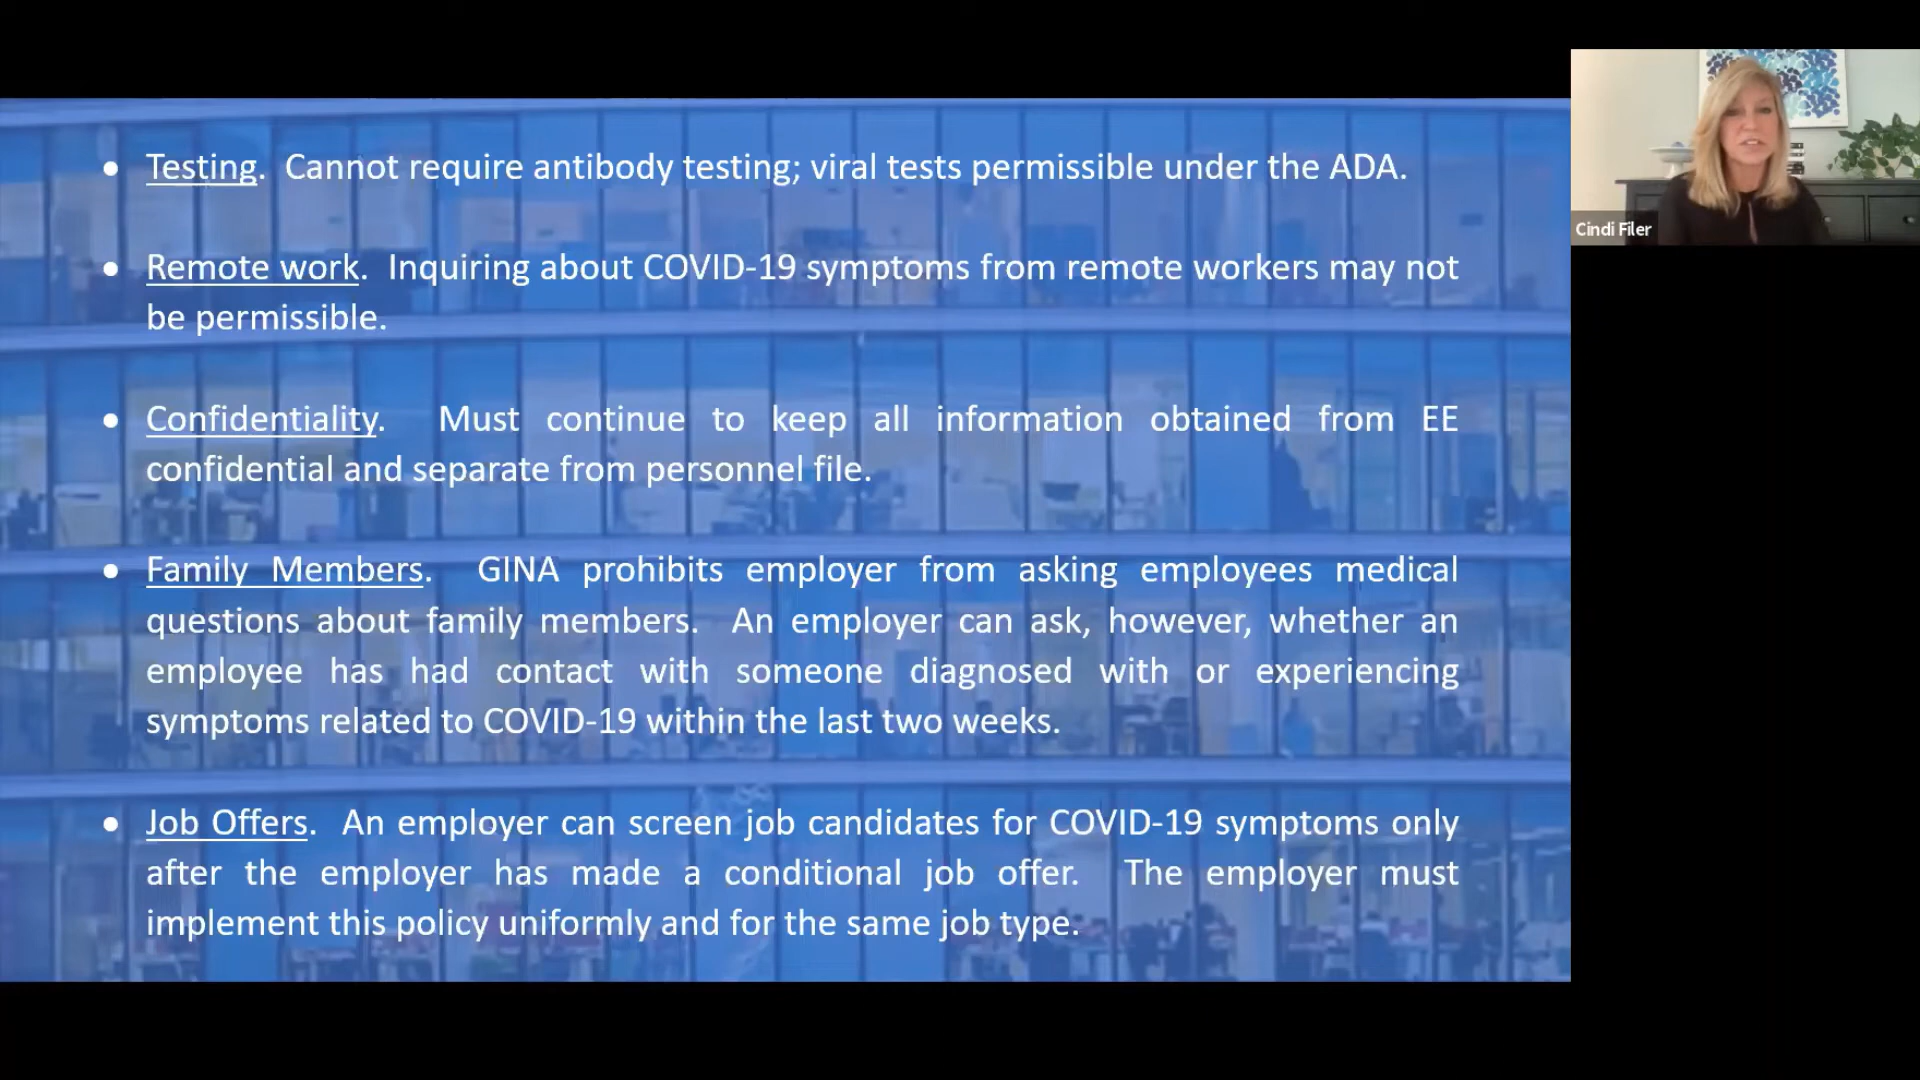 Testing. Cannot require antibody testing; viral tests permissible under the ADA.
Remote work. Inquiring about COVID-19 symptoms from remote workers may not
be permissible.
Confidentiality. Must continue to keep all information obtained from EE
confidential and separate from personnel file.
Family Members. GINA prohibits employer from asking employees medical
questions about family members. An employer can ask, however, whether an
employee has had contact with someone diagnosed with or experiencing
symptoms related to COVID-19 within the last two weeks.
Job Offers. An employer can screen job candidates for COVID-19 symptoms only
after the employer has made a conditional job offer. The employer must
implement this policy uniformly and for the same job type.
Cindi Filer